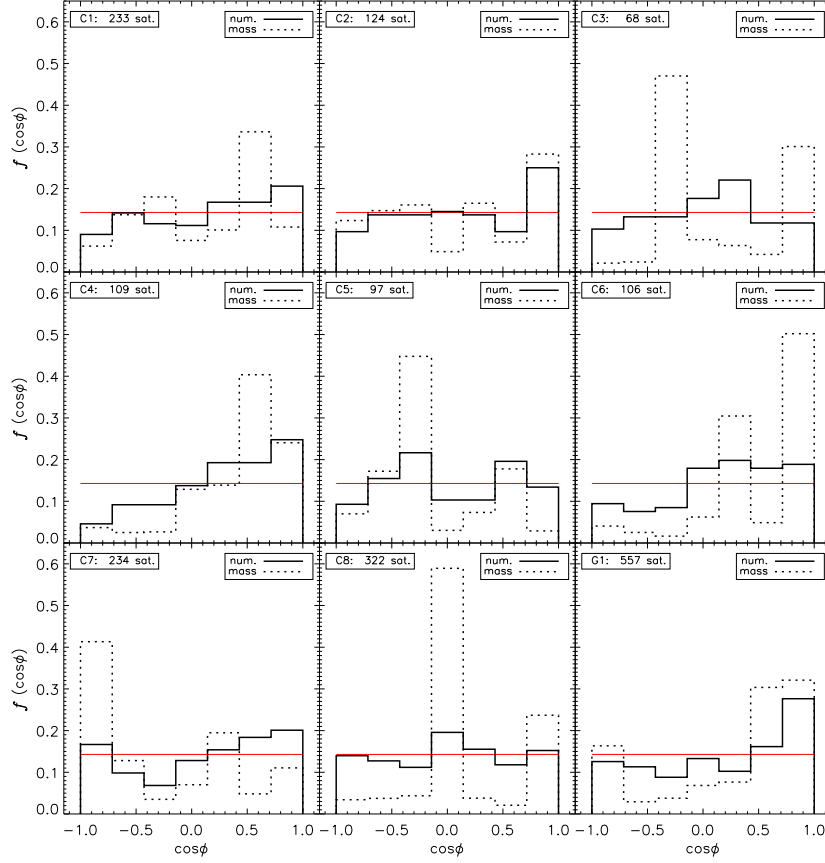 C1: 233 sat.
num.
mass
C2: 124 sat.
num.
mass
C3: 68 sat.
num.
mass
0.6
0.5
0.4
0.3
0.2
0.1
0.0
f (cosϕ)
C4: 109 sat.
num.
mass
C5: 97 sat.
num.
mass
C6: 106 sat.
num.
mass
0.6
0.5
0.4
0.3
0.2
0.1
0.0
f (cosϕ)
C7: 234 sat.
num.
mass
C8: 322 sat.
num.
mass
G1: 557 sat.
num.
mass
0.6
0.5
0.4
0.3
0.2
0.1
0.0
f (cosϕ)
−1.0 −0.5 0.0 0.5 1.0
−1.0 −0.5 0.0 0.5 1.0
−1.0 −0.5 0.0 0.5 1.0
cosϕ
cosϕ
cosϕ